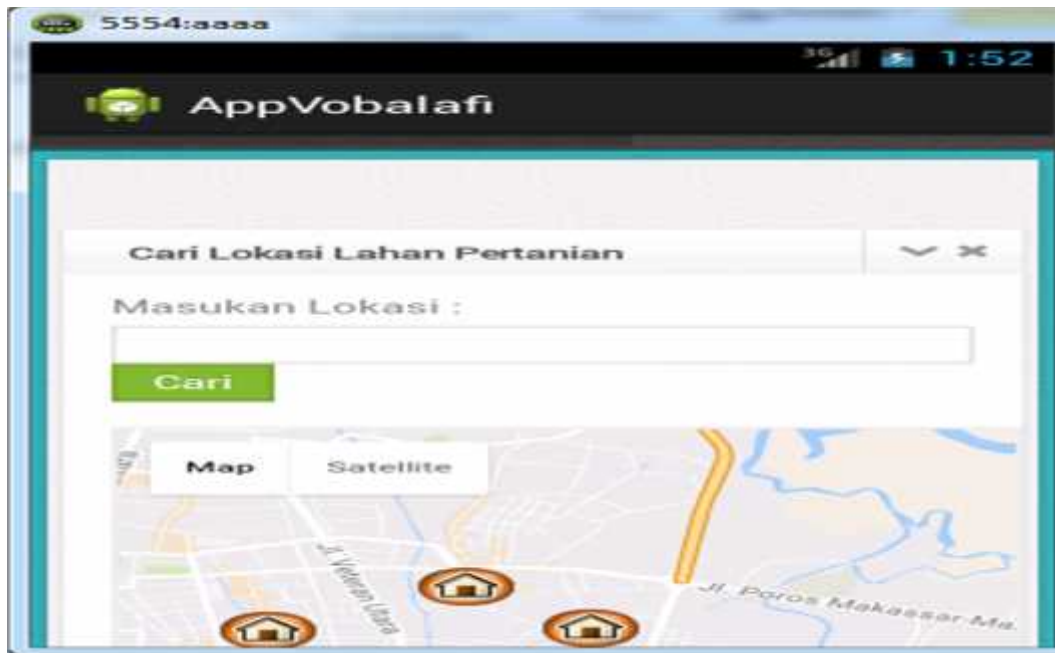 5554:aaaa
3G 1:52
AppVobalafi
Cari Lokasi Lahan Pertanian
Masukan Lokasi :
Cari
Map Satellite
Jl. Veteran Utara
Jl. Poros Makassar Ma.